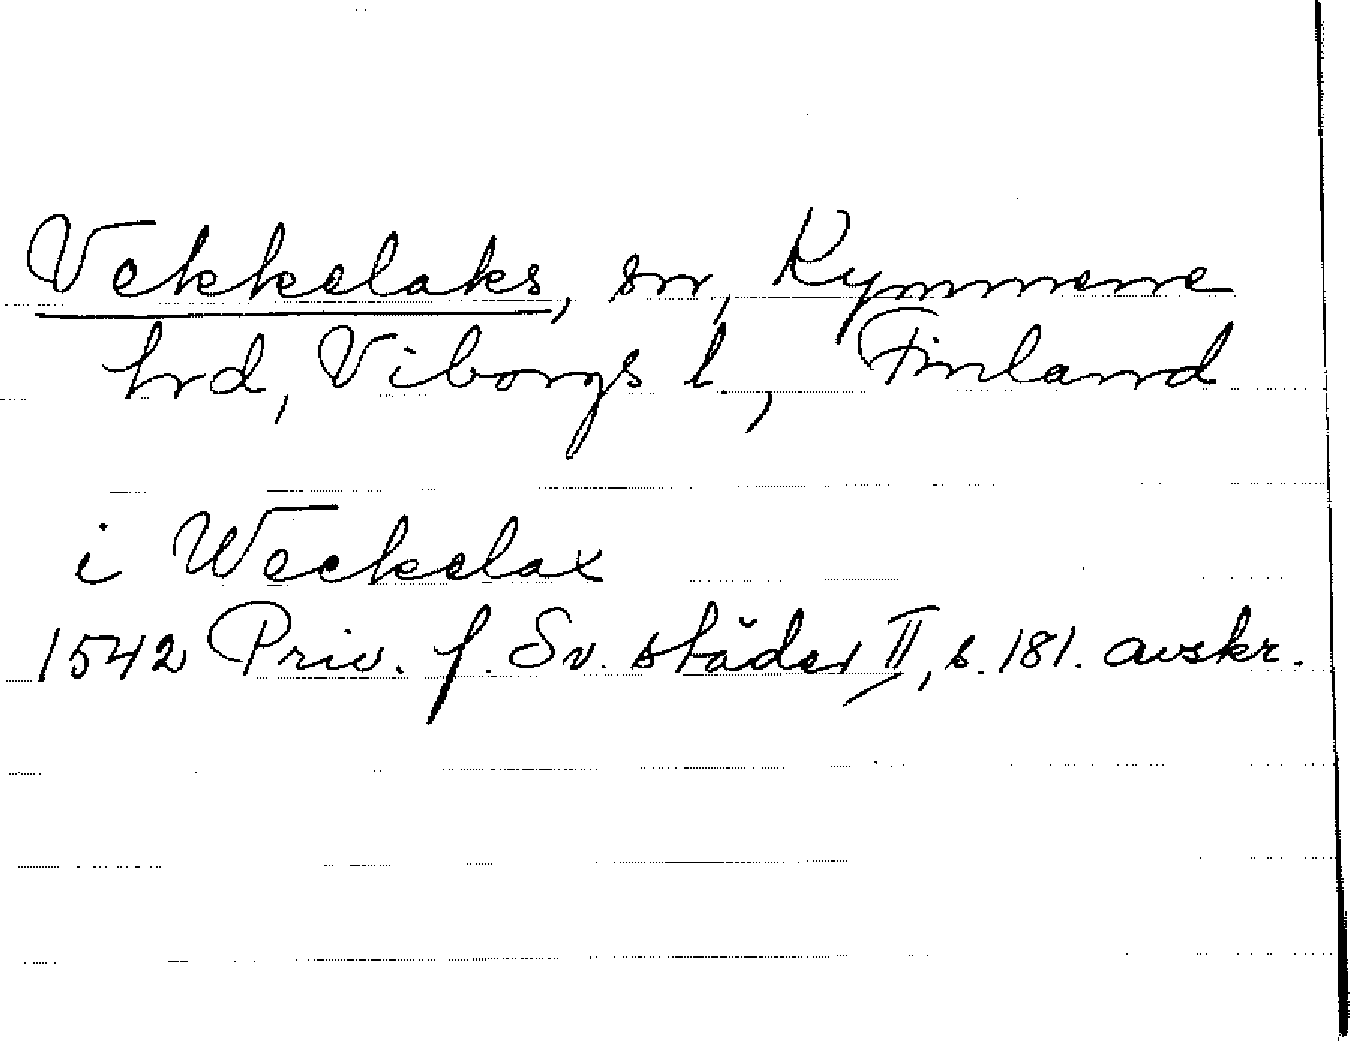 Vekkelaks, sn, Kymmene
hrd, Viborgs l, Finland
i Weckelax
1542 Priv. f. Sv. städer II, s. 181. avskr.